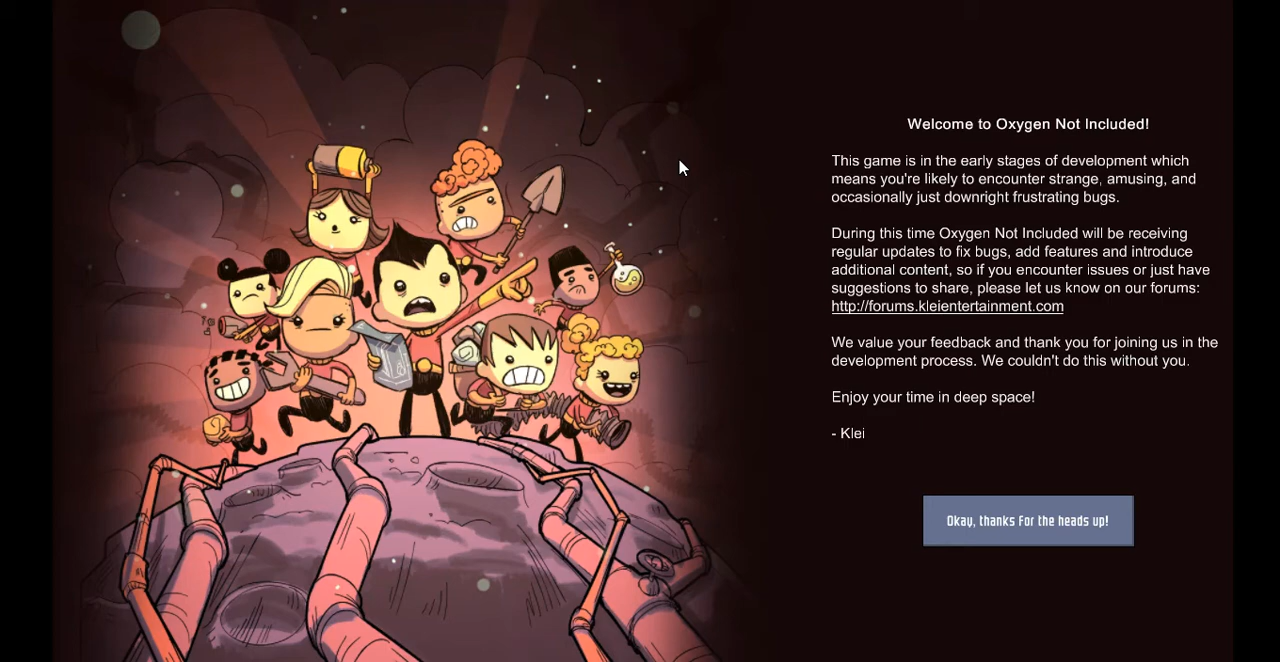 Welcome to Oxygen Not Included!
This game is in the early stages of development which
means you're likely to encounter strange, amusing, and
occasionally just downright frustrating bugs.
During this time Oxygen Not Included will be receiving
regular updates to fix bugs, add features and introduce
additional content, so if you encounter issues or just have
suggestions to share, please let us know on our forums:
http://forums.kleientertainment.com
We value your feedback and thank you for joining us in the
development process. We couldn't do this without you.
Enjoy your time in deep space!
- Klei
Okay, thanks for the heads up!